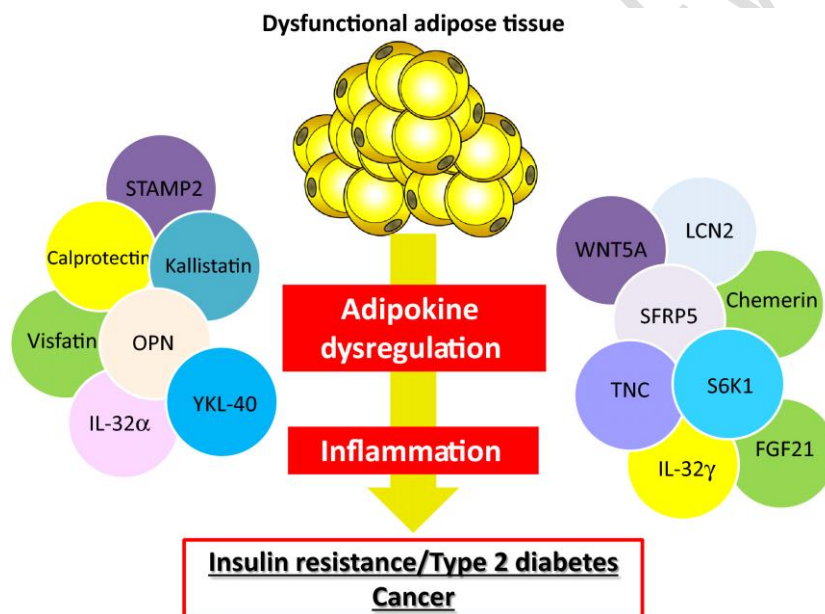 Dysfunctional adipose tissue
STAMP2
Calprotectin
Kallistatin
Visfatin
OPN
YKL-40
IL-32α
Adipokine
dysregulation
Inflammation
WNT5A
LCN2
SFRP5
Chemerin
TNC
S6K1
IL-32γ
FGF21
Insulin resistance/Type 2 diabetes
Cancer